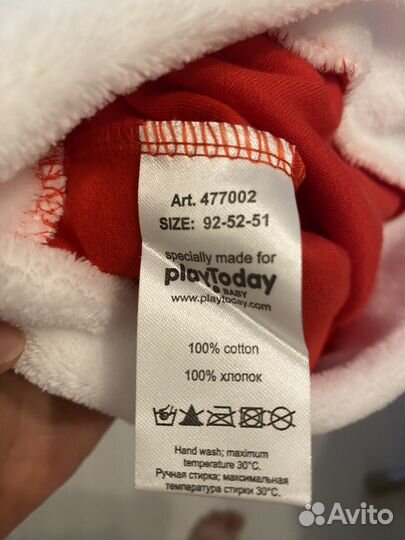 Art. 477002
SIZE: 92-52-51
specially made for
playToday
BABY
www.playtoday.com
100% cotton
100% хлопок
Hand wash; maximum
temperature 30°C.
Ручная стирка; максимальная
температура стирки 30°C.
Avito